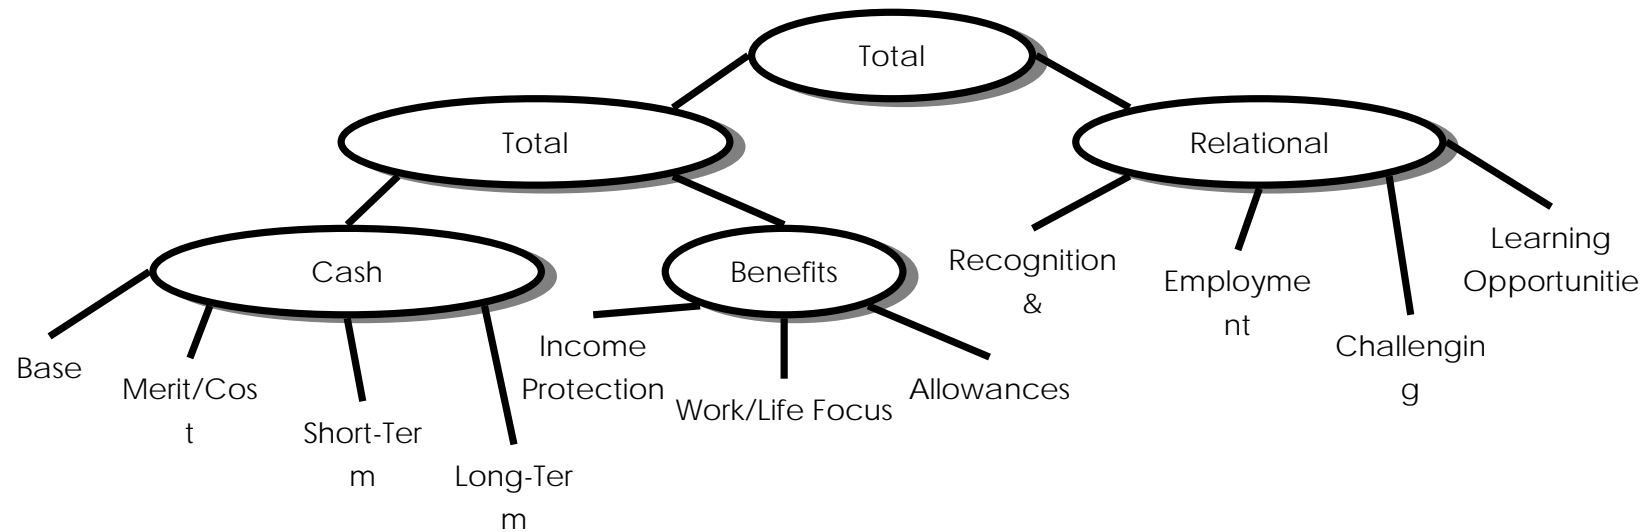 Total
Total
Relational
Cash
Benefits
Base
Merit/Cos
t
Short-Ter
m
Long-Ter
m
Income
Protection
Work/Life Focus
Allowances
Recognition
&
Employme
nt
Challengin
g
Learning
Opportunitie